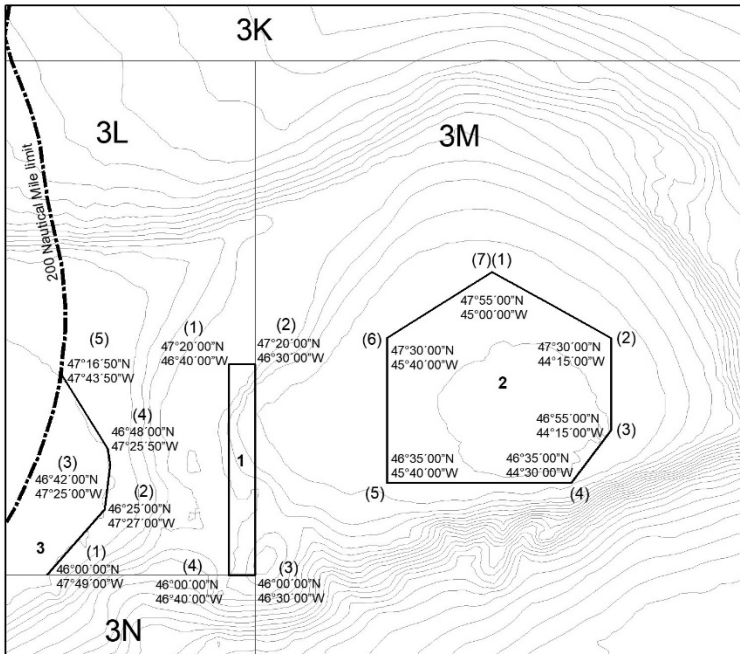 3K
3L
3M
200 Nautical Mile limit
(7)(1)
47°55´00"N
45°00´00"W
(5)
47°16´50"N
47°43´50"W
(1)
47°20´00"N
46°40´00"W
(2)
47°20´00"N
46°30´00"W
(6)
47°30´00"N
45°40´00"W
47°30´00"N
44°15´00"W
(2)
2
(4)
46°48´00"N
47°25´50"W
46°55´00"N
44°15´00"W
(3)
(3)
46°42´00"N
47°25´00"W
1
46°35´00"N
45°40´00"W
46°35´00"N
44°30´00"W
(5)
(4)
(2)
46°25´00"N
47°27´00"W
3
(1)
46°00´00"N
47°49´00"W
(4)
46°00´00"N
46°40´00"W
(3)
46°00´00"N
46°30´00"W
3N